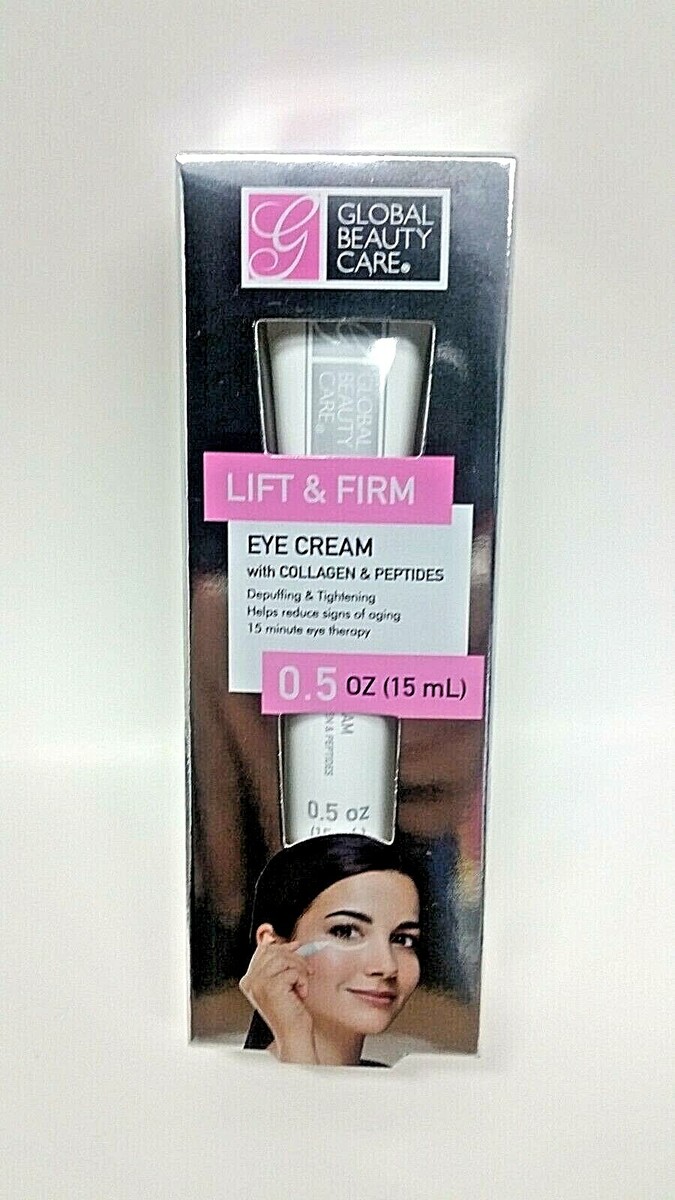 G
GLOBAL
BEAUTY
CARE®
GLOBAL
BEAUTY
CARE®
LIFT & FIRM
EYE CREAM
with COLLAGEN & PEPTIDES
Depuffing & Tightening
Helps reduce signs of aging
15 minute eye therapy
0.5 OZ (15 mL)
& PEPTIDES
0.5 oz